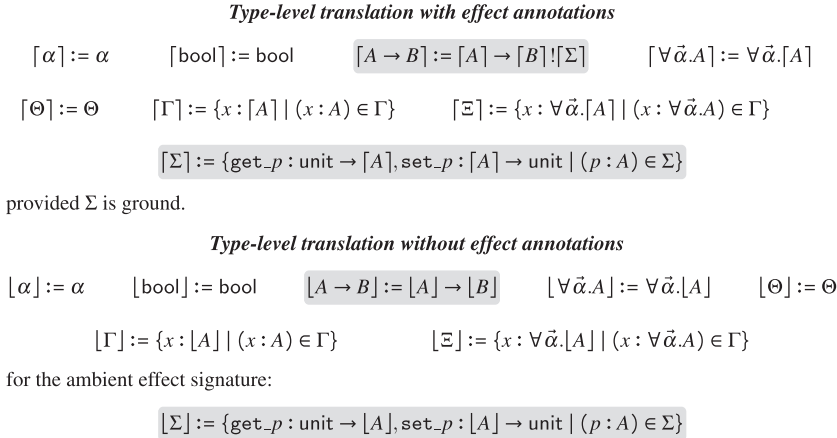 Type-level translation with effect annotations
⌈α⌉ := α ⌈bool⌉ := bool ⌈A → B⌉ := ⌈A⌉ → ⌈B⌉!⌈Σ⌉ ⌈∀α⃗.A⌉ := ∀α⃗.⌈A⌉
⌈Θ⌉ := Θ ⌈Γ⌉ := {x : ⌈A⌉ | (x : A) ∈ Γ} ⌈Ξ⌉ := {x : ∀α⃗.⌈A⌉ | (x : ∀α⃗.A) ∈ Γ}
⌈Σ⌉ := {get_p : unit → ⌈A⌉, set_p : ⌈A⌉ → unit | (p : A) ∈ Σ}
provided Σ is ground.
Type-level translation without effect annotations
⌊α⌋ := α ⌊bool⌋ := bool ⌊A → B⌋ := ⌊A⌋ → ⌊B⌋ ⌊∀α⃗.A⌋ := ∀α⃗.⌊A⌋ ⌊Θ⌋ := Θ
⌊Γ⌋ := {x : ⌊A⌋ | (x : A) ∈ Γ} ⌊Ξ⌋ := {x : ∀α⃗.⌊A⌋ | (x : ∀α⃗.A) ∈ Γ}
for the ambient effect signature:
⌊Σ⌋ := {get_p : unit → ⌊A⌋, set_p : ⌊A⌋ → unit | (p : A) ∈ Σ}